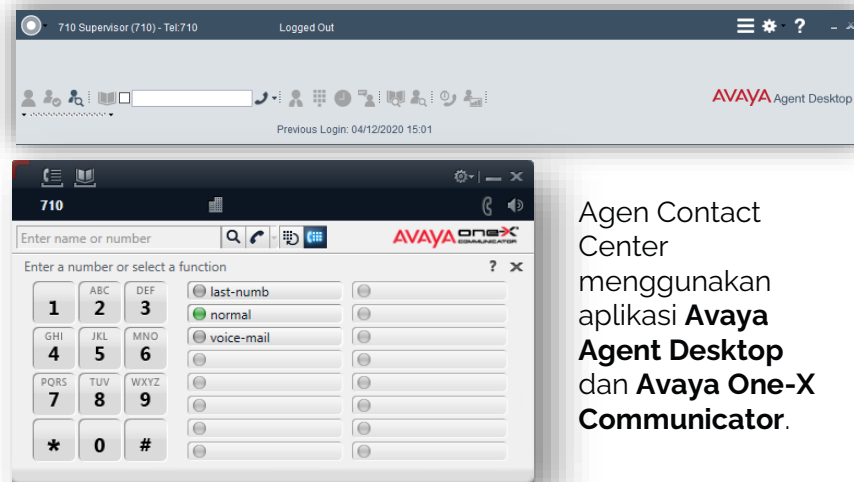 710 Supervisor (710) - Tel:710 Logged Out
AVAYA Agent Desktop
Previous Login: 04/12/2020 15:01
710
Enter name or number
AVAYA one-X
COMMUNICATOR
Enter a number or select a function
1
ABC 2
DEF 3
last-numb
normal
GHI 4
JKL 5
MNO 6
voice-mail
PQRS 7
TUV 8
WXYZ 9
* 0 #
Agen Contact
Center
menggunakan
aplikasi Avaya
Agent Desktop
dan Avaya One-X
Communicator.